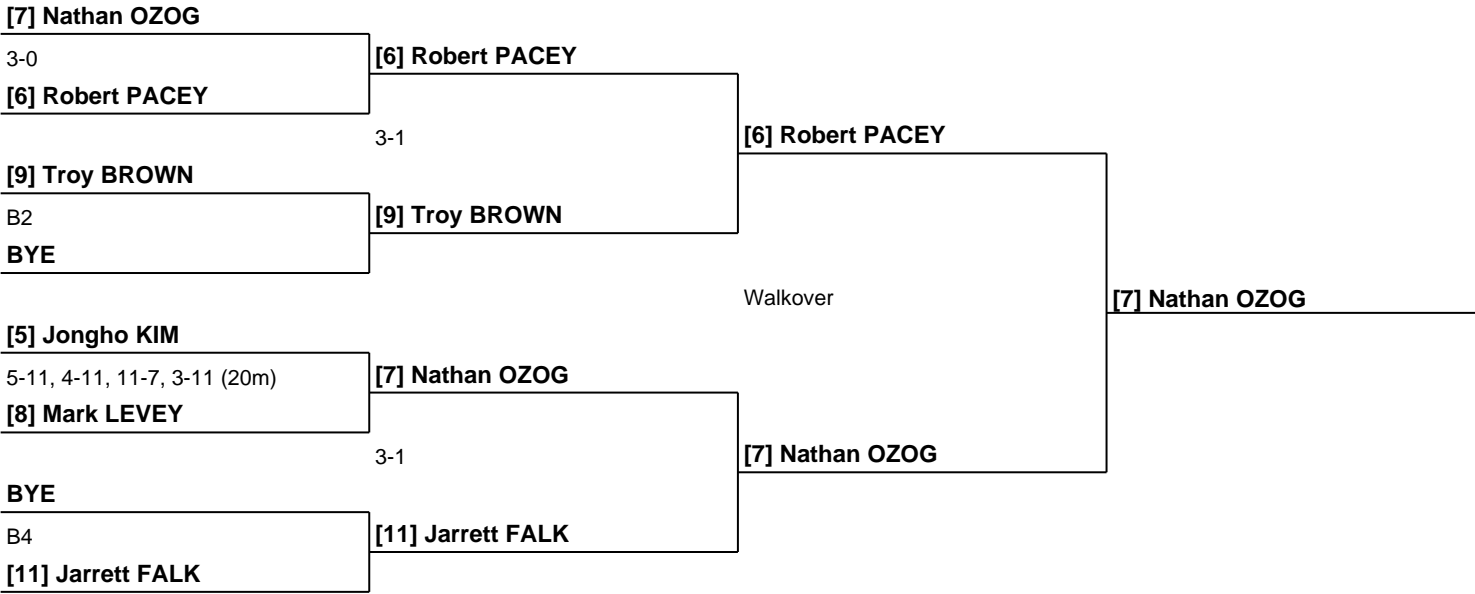 [7] Nathan OZOG
3-0
[6] Robert PACEY
[6] Robert PACEY
3-1
[6] Robert PACEY
[9] Troy BROWN
B2
[9] Troy BROWN
BYE
Walkover
[7] Nathan OZOG
[5] Jongho KIM
5-11, 4-11, 11-7, 3-11 (20m)
[7] Nathan OZOG
[8] Mark LEVEY
3-1
[7] Nathan OZOG
BYE
B4
[11] Jarrett FALK
[11] Jarrett FALK